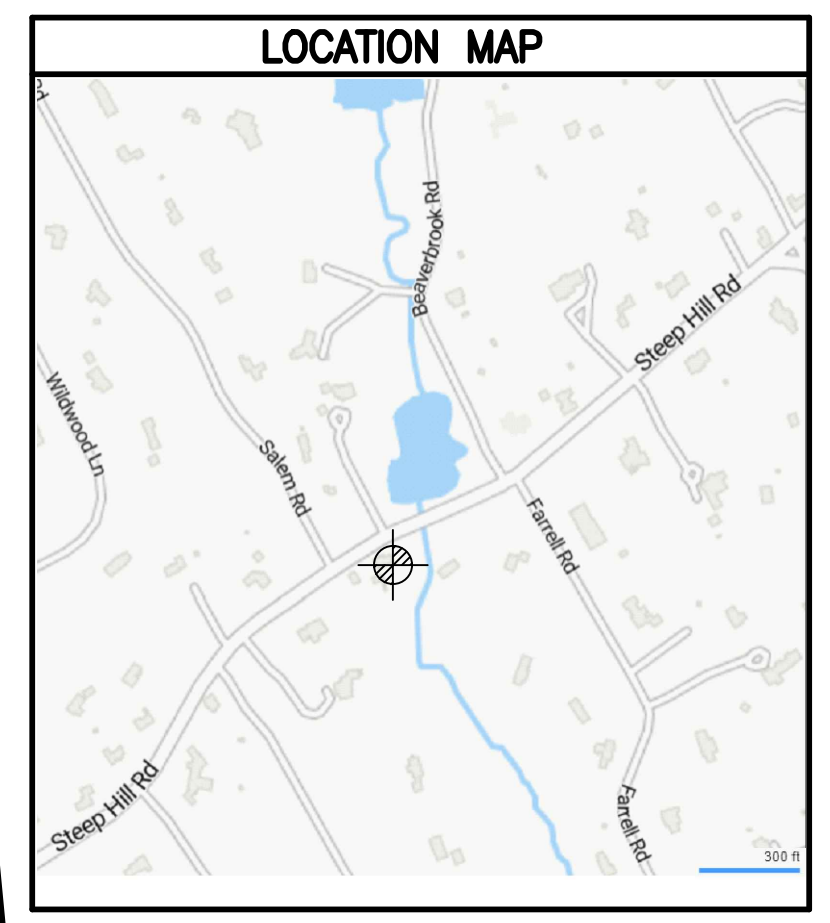 LOCATION MAP
Rd
Beaverbrook Rd
Steep Hill Rd
Wildwood Ln
Salem Rd
Farrell Rd
Steep Hill Rd
Farrell Rd
300 ft